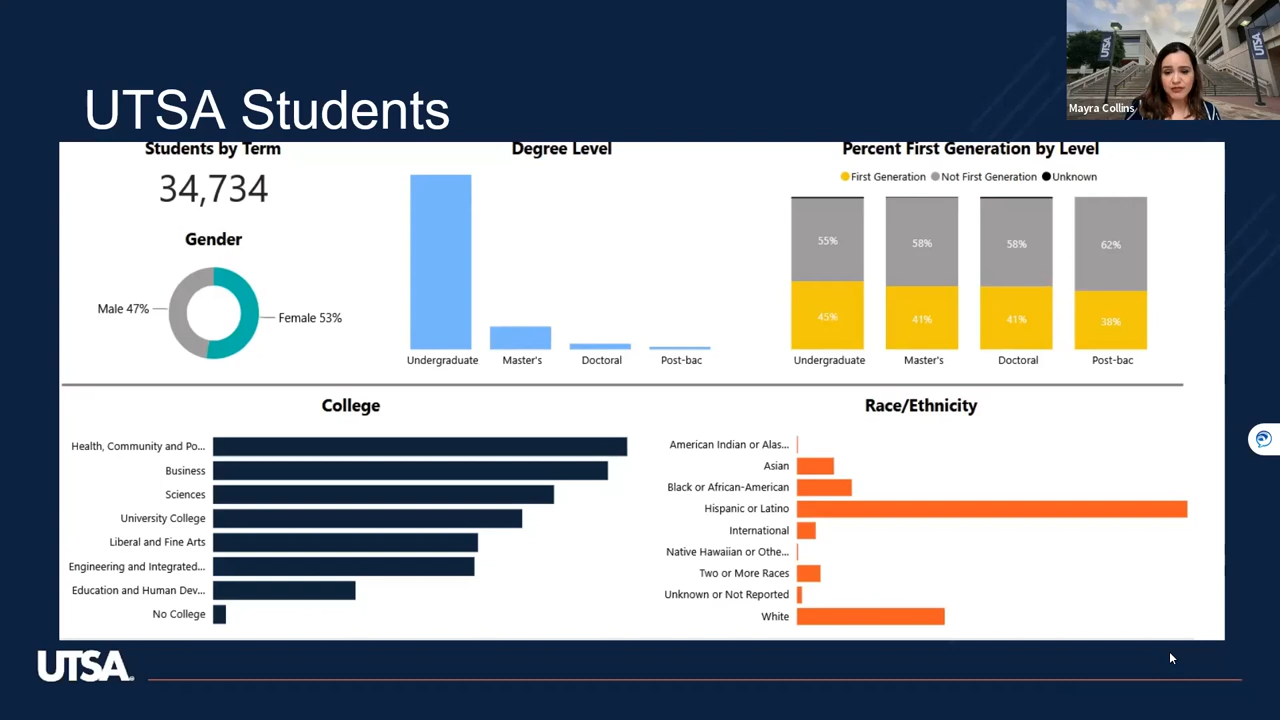 UTSA
UTSA
Mayra Collins
UTSA Students
Students by Term
34,734
Gender
Male 47%
Female 53%
Degree Level
Undergraduate
Master's
Doctoral
Post-bac
Percent First Generation by Level
First Generation
Not First Generation
Unknown
55%
58%
58%
62%
45%
41%
41%
38%
Undergraduate
Master's
Doctoral
Post-bac
College
Health, Community and Po...
Business
Sciences
University College
Liberal and Fine Arts
Engineering and Integrated...
Education and Human Dev...
No College
Race/Ethnicity
American Indian or Alas...
Asian
Black or African-American
Hispanic or Latino
International
Native Hawaiian or Othe...
Two or More Races
Unknown or Not Reported
White
UTSA